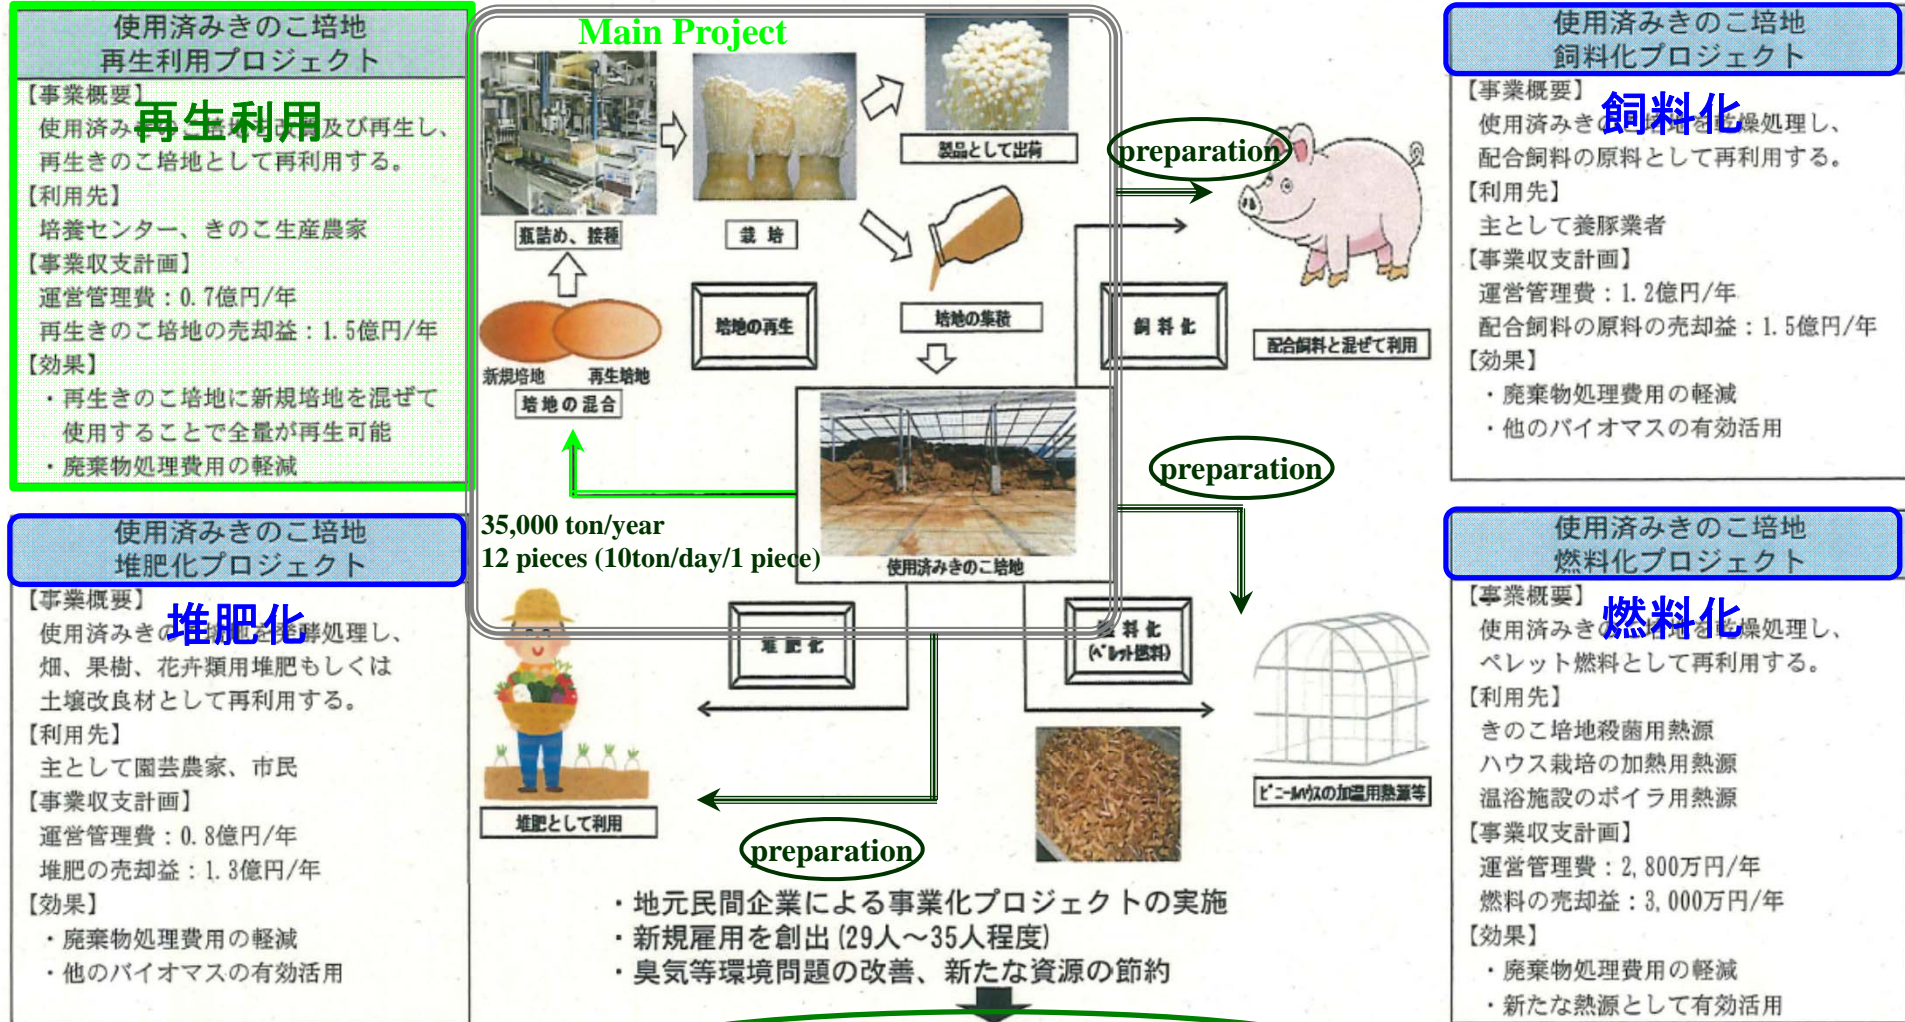 使用済みきのこ培地
再生利用プロジェクト
【事業概要】
再生利用
使用済みきのこ培地を改質及び再生し、
再生きのこ培地として再利用する。
【利用先】
培養センター、きのこ生産農家
【事業収支計画】
運営管理費：0.7億円/年
再生きのこ培地の売却益：1.5億円/年
【効果】
・再生きのこ培地に新規培地を混ぜて
使用することで全量が再生可能
・廃棄物処理費用の軽減
使用済みきのこ培地
堆肥化プロジェクト
【事業概要】
堆肥化
使用済みきのこ培地を発酵処理し、
畑、果樹、花卉類用堆肥もしくは
土壌改良材として再利用する。
【利用先】
主として園芸農家、市民
【事業収支計画】
運営管理費：0.8億円/年
堆肥の売却益：1.3億円/年
【効果】
・廃棄物処理費用の軽減
・他のバイオマスの有効活用
Main Project
製品として出荷
瓶詰め、接種
栽培
培地の再生
培地の集積
新規培地
再生培地
培地の混合
飼料化
preparation
配合飼料と混ぜて利用
preparation
35,000 ton/year
12 pieces (10ton/day/1 piece)
使用済みきのこ培地
堆肥化
燃料化
(ペレット燃料)
堆肥として利用
preparation
ビニールハウスの加温用熱源等
・地元民間企業による事業化プロジェクトの実施
・新規雇用を創出(29人～35人程度)
・臭気等環境問題の改善、新たな資源の節約
使用済みきのこ培地
飼料化プロジェクト
【事業概要】
飼料化
使用済みきのこ培地を乾燥処理し、
配合飼料の原料として再利用する。
【利用先】
主として養豚業者
【事業収支計画】
運営管理費：1.2億円/年
配合飼料の原料の売却益：1.5億円/年
【効果】
・廃棄物処理費用の軽減
・他のバイオマスの有効活用
使用済みきのこ培地
燃料化プロジェクト
【事業概要】
燃料化
使用済みきのこ培地を乾燥処理し、
ペレット燃料として再利用する。
【利用先】
きのこ培地殺菌用熱源
ハウス栽培の加熱用熱源
温浴施設のボイラ用熱源
【事業収支計画】
運営管理費：2,800万円/年
燃料の売却益：3,000万円/年
【効果】
・廃棄物処理費用の軽減
・新たな熱源として有効活用